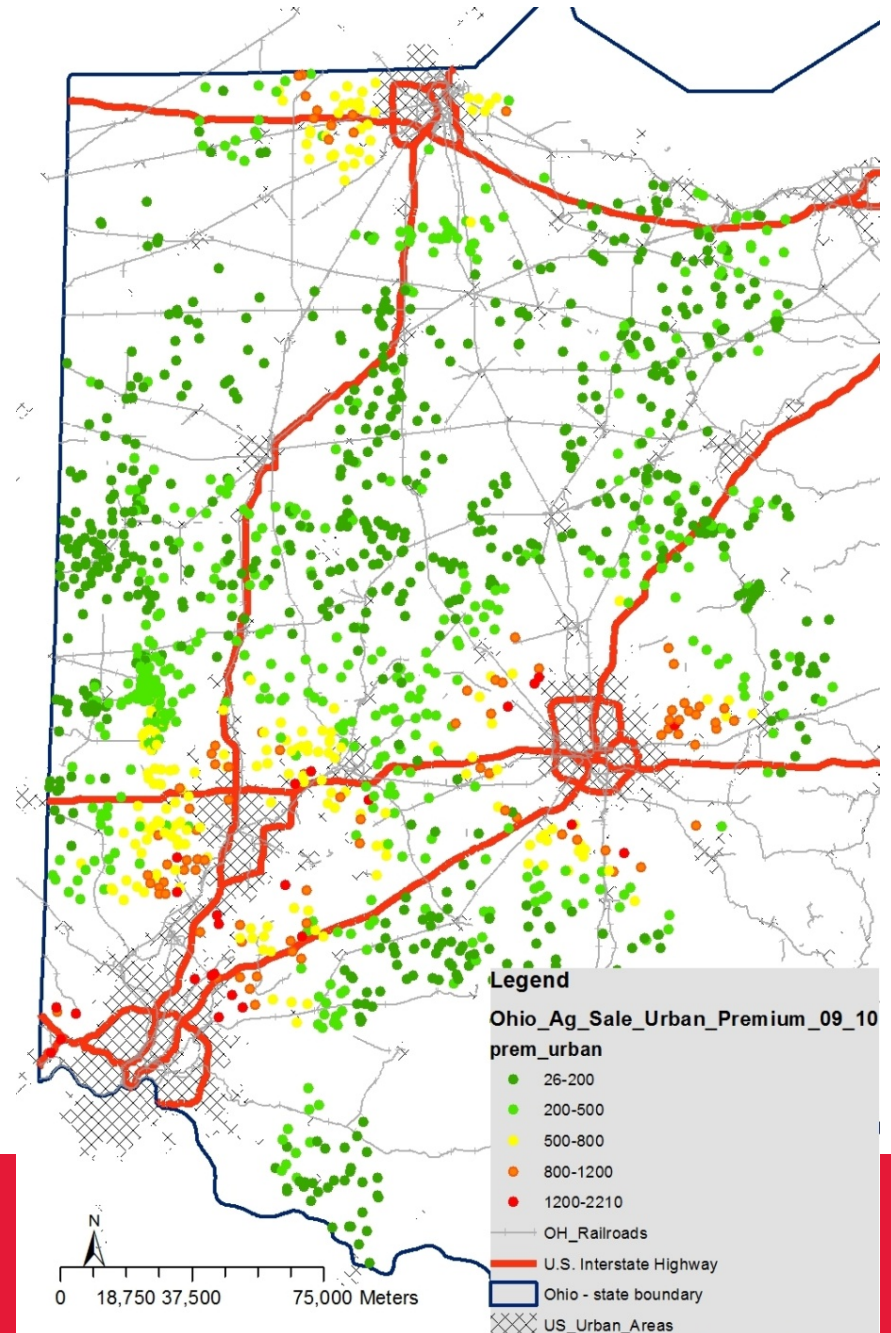 Legend
Ohio_Ag_Sale_Urban_Premium_09_10
prem_urban
26-200
200-500
500-800
800-1200
1200-2210
OH_Railroads
U.S. Interstate Highway
Ohio - state boundary
US_Urban_Areas
N
0 18,750 37,500 75,000 Meters